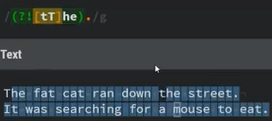 /(?![tT]he)./g
Text
The fat cat ran down the street.
It was searching for a mouse to eat.